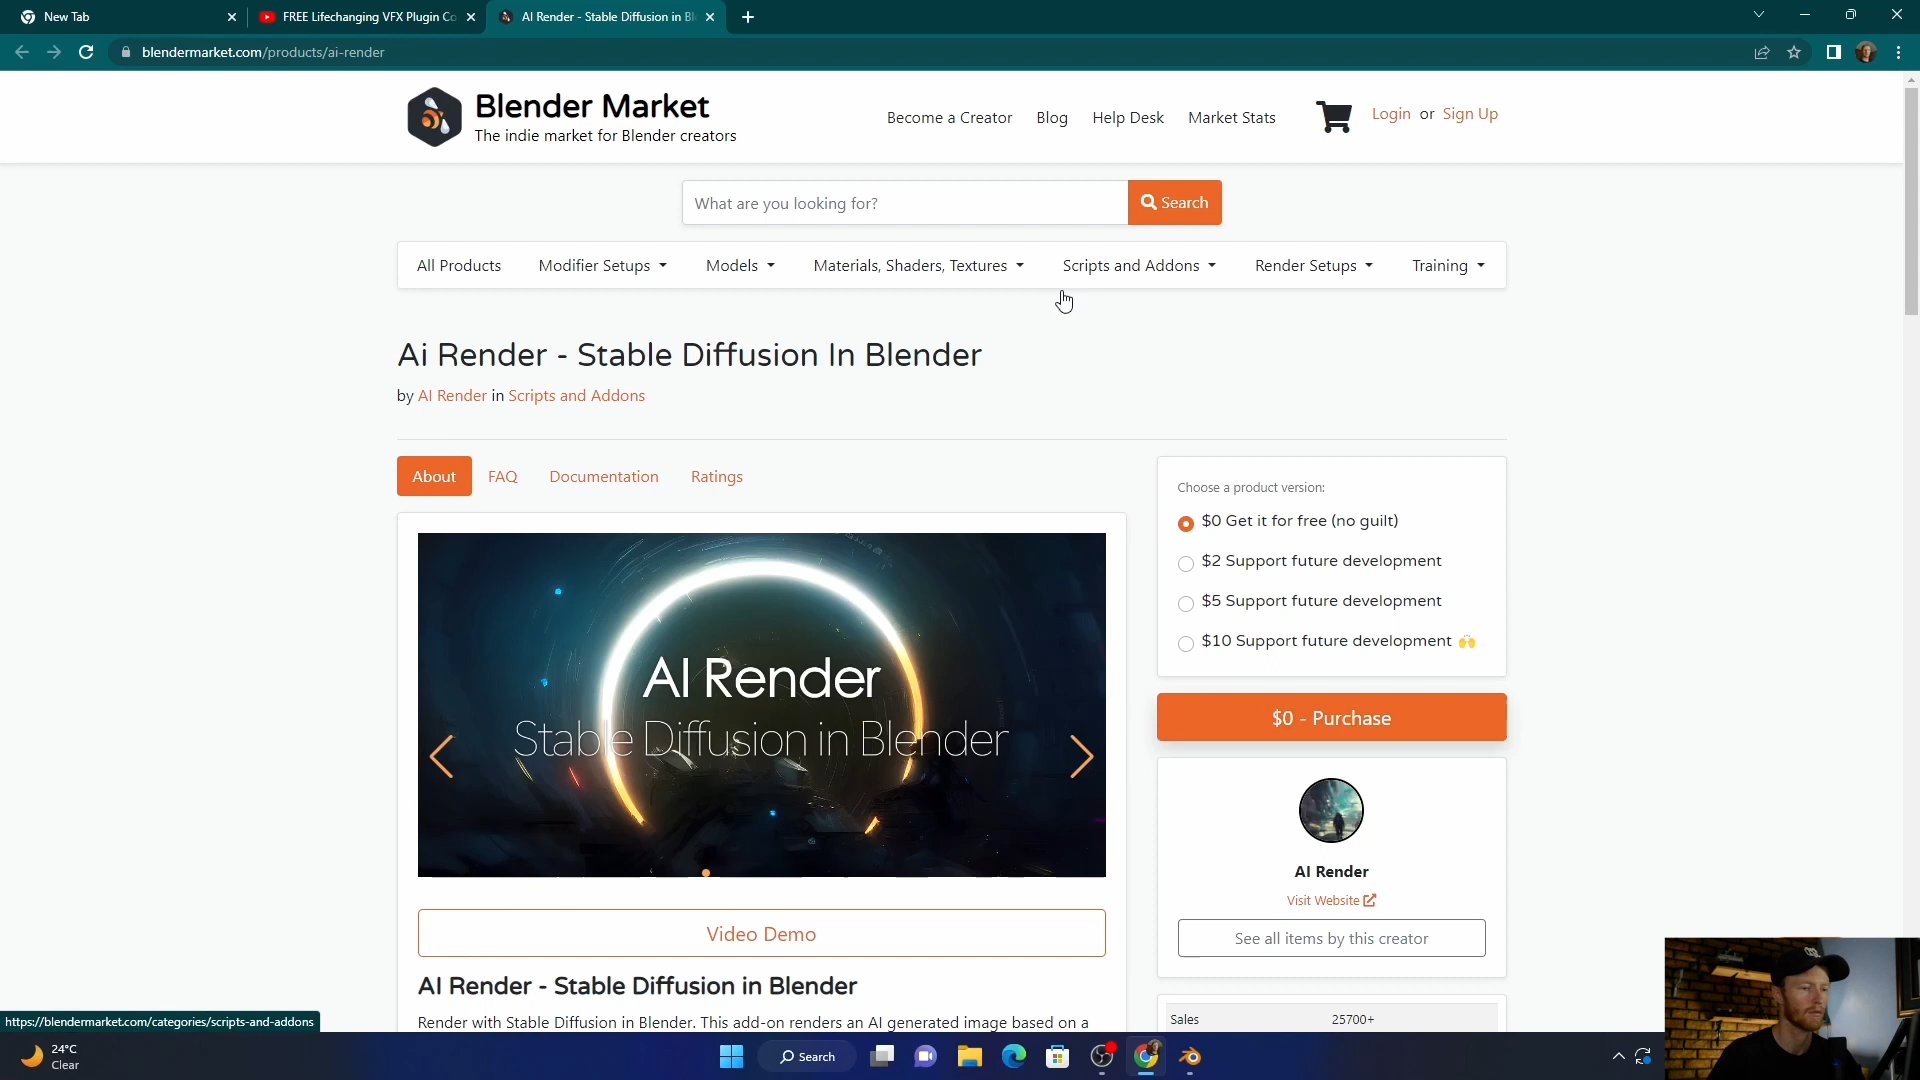 New Tab
FREE Lifechanging VFX Plugin Co
AI Render - Stable Diffusion in Bl
blendermarket.com/products/ai-render
Blender Market
The indie market for Blender creators
Become a Creator
Blog
Help Desk
Market Stats
Login or Sign Up
What are you looking for?
Search
All Products
Modifier Setups
Models
Materials, Shaders, Textures
Scripts and Addons
Render Setups
Training
Ai Render - Stable Diffusion In Blender
by AI Render in Scripts and Addons
About
FAQ
Documentation
Ratings
Choose a product version:
$0 Get it for free (no guilt)
$2 Support future development
$5 Support future development
$10 Support future development 🙌
$0 - Purchase
AI Render
Stable Diffusion in Blender
AI Render
Visit Website
See all items by this creator
Video Demo
AI Render - Stable Diffusion in Blender
Render with Stable Diffusion in Blender. This add-on renders an AI generated image based on a
Sales 25700+
https://blendermarket.com/categories/scripts-and-addons
24°C
Clear
Search